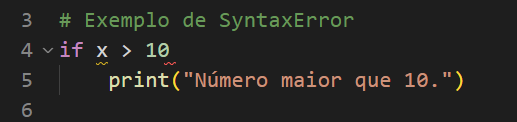 3 # Exemplo de SyntaxError
4 if x > 10
5     print("Número maior que 10.")
6